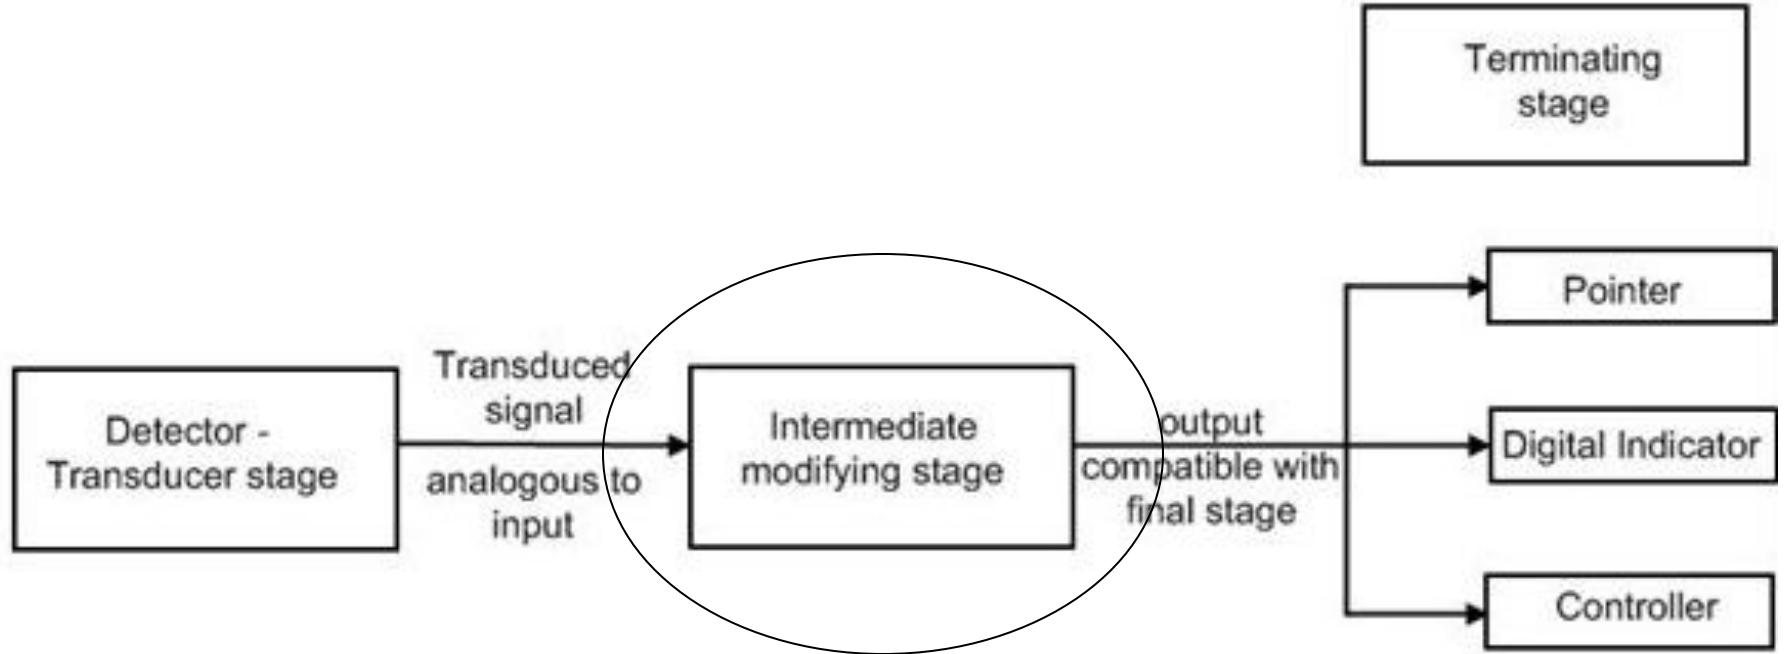 Terminating
stage
Pointer
Transduced
signal
Detector -
Transducer stage
analogous to
input
Intermediate
modifying stage
output
compatible with
final stage
Digital Indicator
Controller